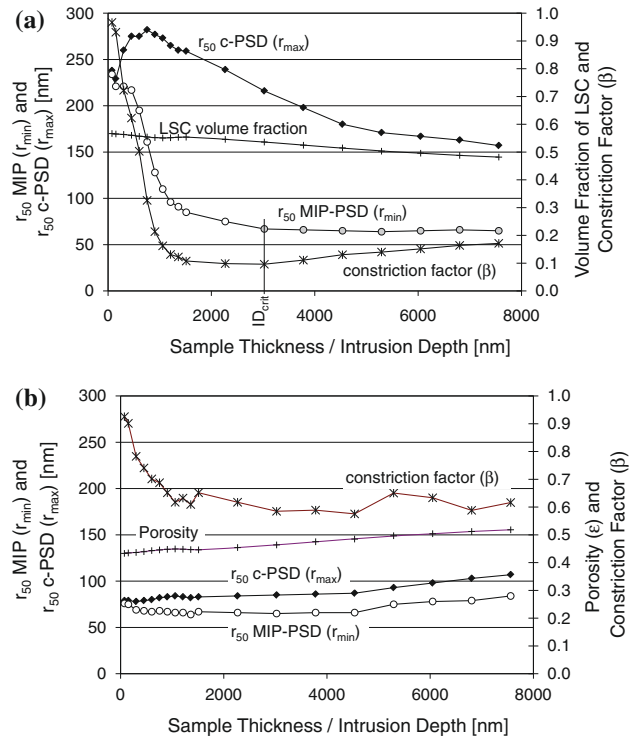 (a)
300
250
200
150
100
50
0
r50 MIP (rmin) and
r50 c-PSD (rmax) [nm]
r50 c-PSD (rmax)
LSC volume fraction
r50 MIP-PSD (rmin)
constriction factor (β)
1.0
0.9
0.8
0.7
0.6
0.5
0.4
0.3
0.2
0.1
0.0
Volume Fraction of LSC and
Constriction Factor (β)
0
2000
IDcrit
4000
6000
8000
Sample Thickness / Intrusion Depth [nm]
(b)
300
250
200
150
100
50
0
r50 MIP (rmin) and
r50 c-PSD (rmax) [nm]
constriction factor (β)
Porosity
r50 c-PSD (rmax)
r50 MIP-PSD (rmin)
1.0
0.9
0.8
0.7
0.6
0.5
0.4
0.3
0.2
0.1
0.0
Porosity (ε) and
Constriction Factor (β)
0
2000
4000
6000
8000
Sample Thickness / Intrusion Depth [nm]